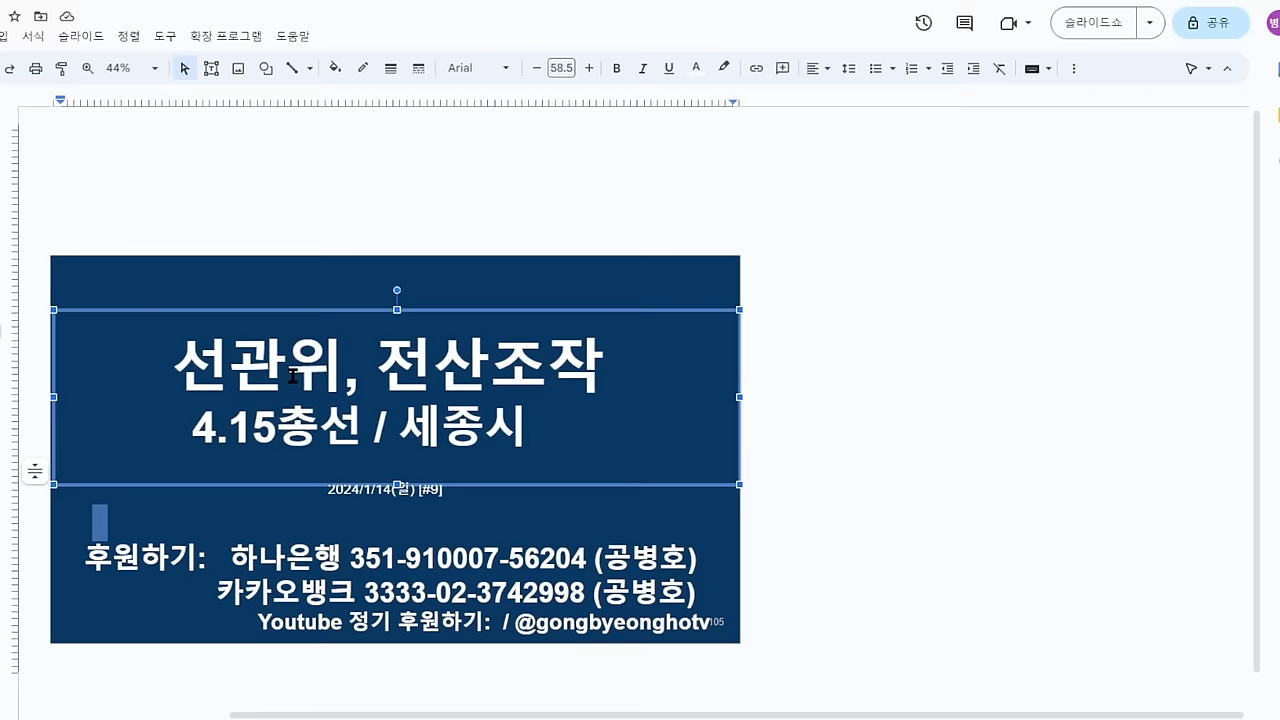 서식 슬라이드 정렬 도구 확장 프로그램 도움말
슬라이드쇼
공유
44%
Arial
58.5
B I U A
선관위, 전산조작
4.15총선 / 세종시
2024/1/14(일) [#9]
후원하기: 하나은행 351-910007-56204 (공병호)
카카오뱅크 3333-02-3742998 (공병호)
Youtube 정기 후원하기: / @gongbyeonghotv
105